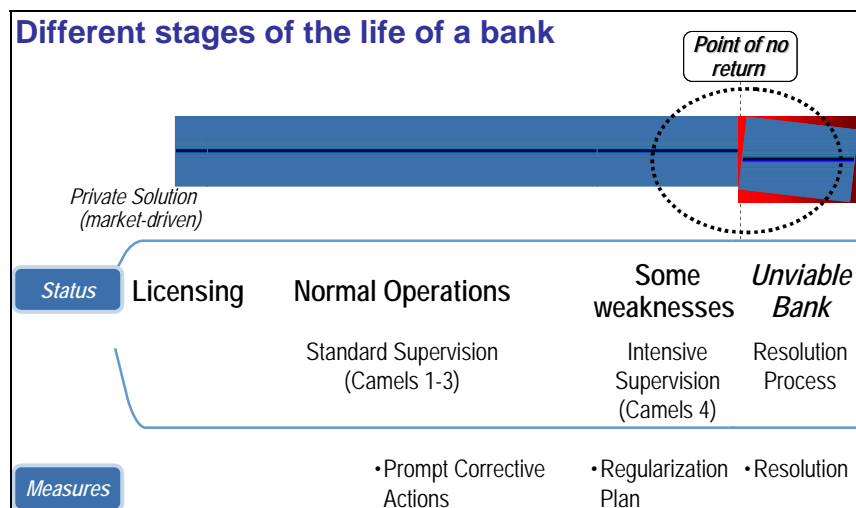 Different stages of the life of a bank
Point of no
return
Private Solution
(market-driven)
Status
Licensing
Normal Operations
Some
weaknesses
Unviable
Bank
Standard Supervision
(Camels 1-3)
Intensive
Supervision
(Camels 4)
Resolution
Process
Measures
•Prompt Corrective
Actions
•Regularization
Plan
•Resolution